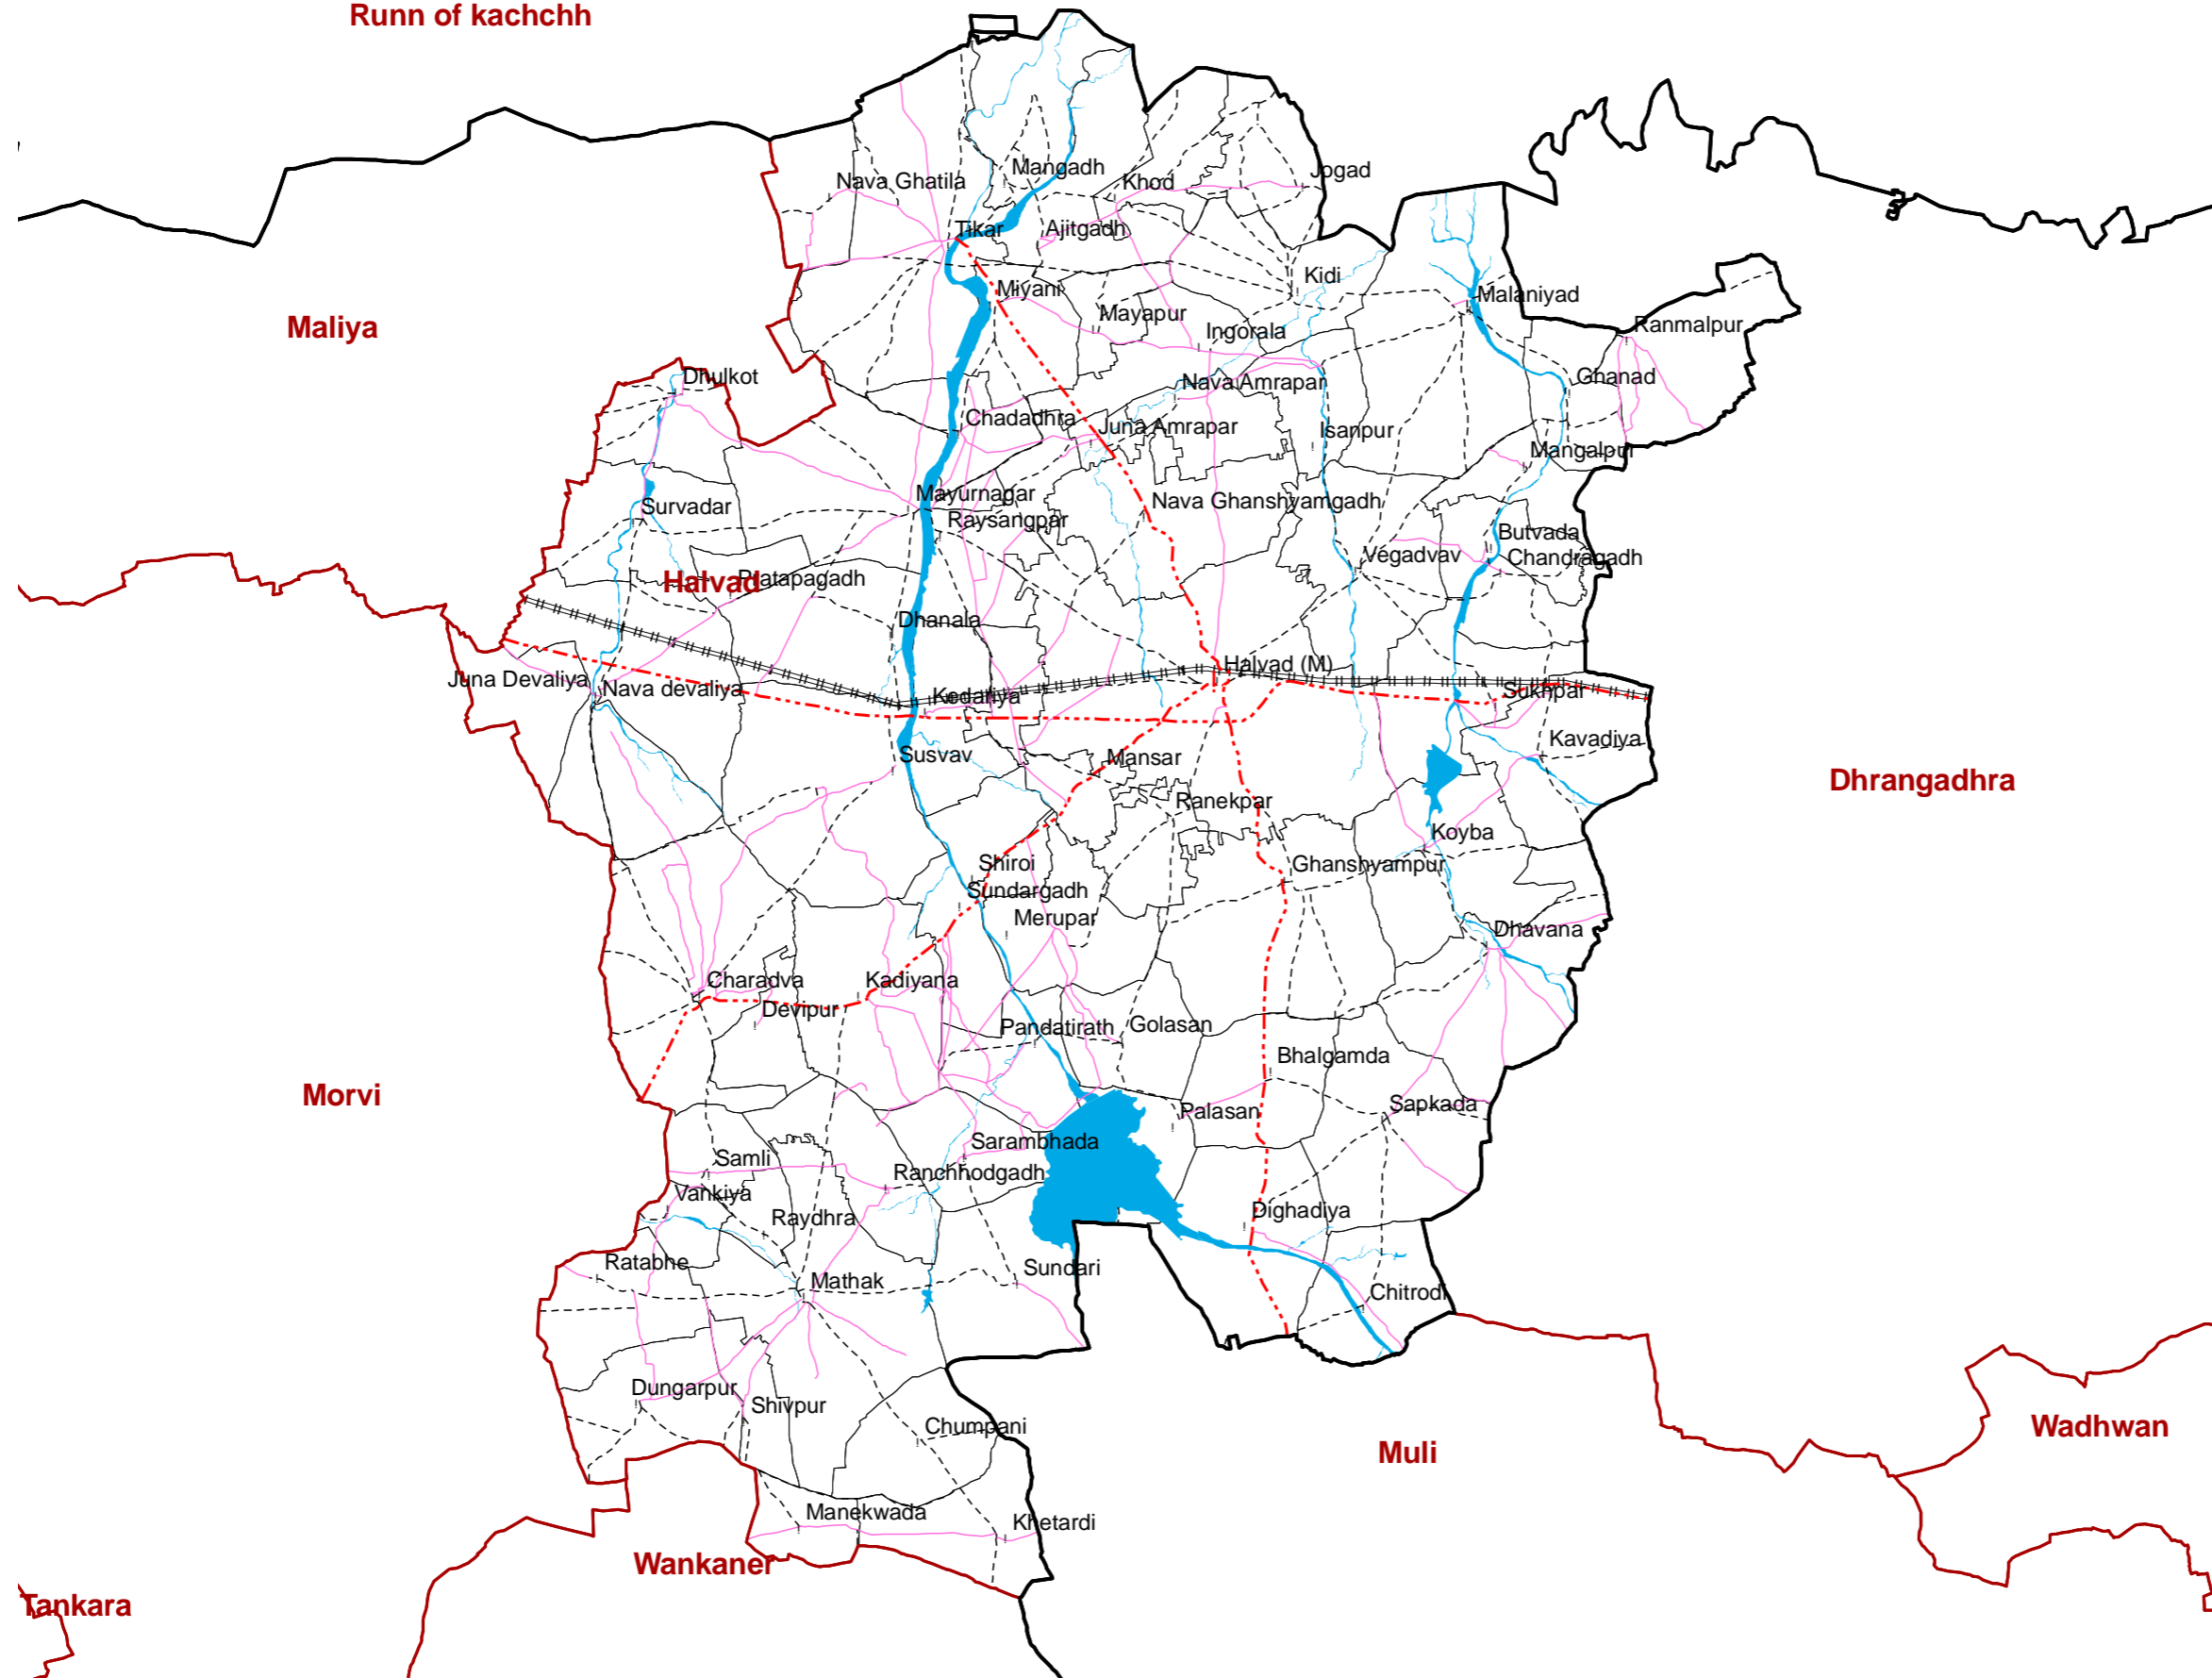 Runn of kachchh
Mangadh
Jogad
Nava Ghatila
Khod
Tikar
Ajitgadh
Kidi
Miyani
Malaniyad
Mayapur
Ranmalpur
Maliya
Ingorala
Dhulkot
Ghanad
Nava Amrapar
Chadadhra
Juna Amrapar
Isanpur
Mangalpur
Mayurnagar
Nava Ghanshyamgadh
Survadar
Raysangpar
Butvada
Vegadvav
Chandragadh
Halvad
Pratapagadh
Dhanala
Halvad (M)
Juna Devaliya
Nava devaliya
Kedariya
Sukhpar
Kavadiya
Susvav
Mansar
Dhrangadhra
Ranekpar
Koyba
Shiroi
Ghanshyampur
Sundargadh
Merupar
Dhavana
Charadva
Kadiyana
Devipur
Pandatirath
Golasan
Bhalgamda
Morvi
Sapkada
Palasan
Sarambhada
Samli
Ranchhodgadh
Vankiya
Dighadiya
Raydhra
Ratabhe
Sundari
Mathak
Chitrodi
Dungarpur
Shivpur
Chumpani
Wadhwan
Muli
Manekwada
Khetardi
Wankaner
Tankara